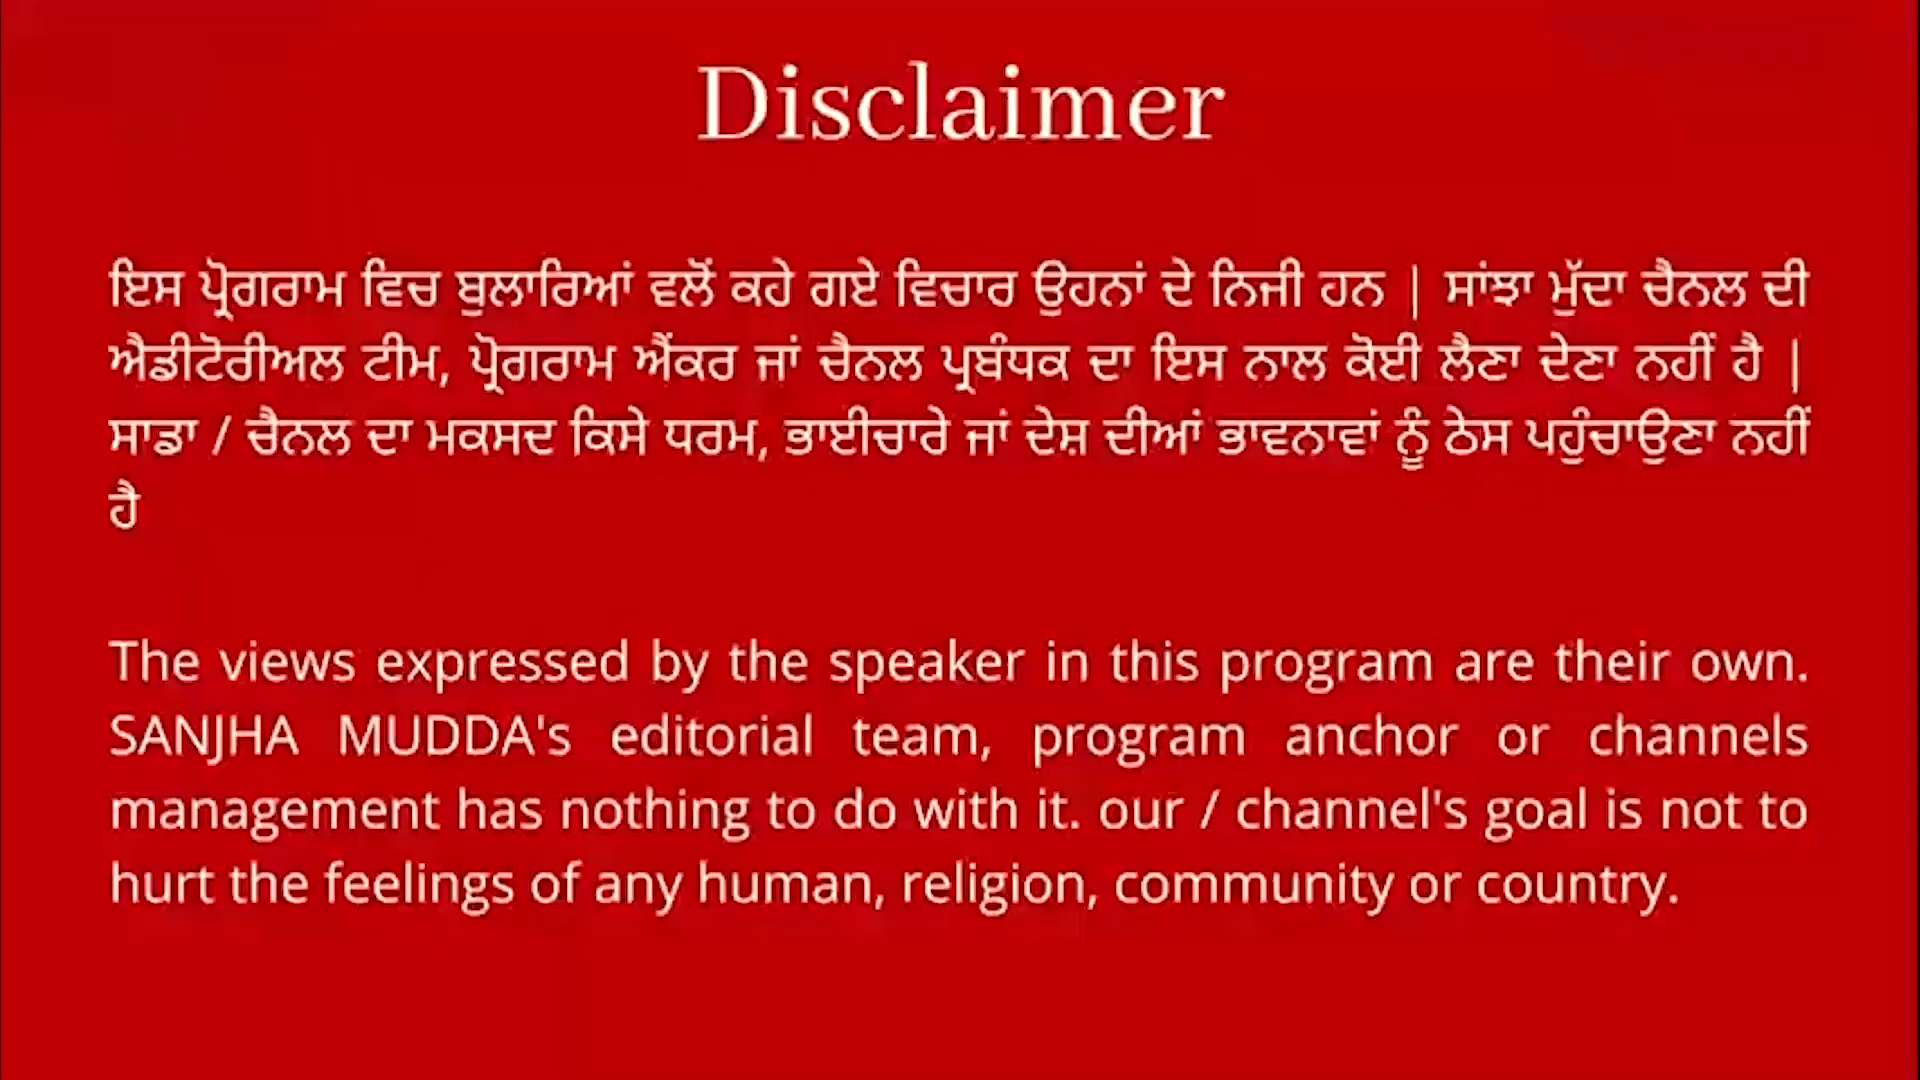 Disclaimer
ਇਸ ਪ੍ਰੋਗਰਾਮ ਵਿਚ ਬੁਲਾਰਿਆਂ ਵਲੋਂ ਕਹੇ ਗਏ ਵਿਚਾਰ ਉਹਨਾਂ ਦੇ ਨਿਜੀ ਹਨ | ਸਾਂਝਾ ਮੁੱਦਾ ਚੈਨਲ ਦੀ
ਐਡੀਟੋਰੀਅਲ ਟੀਮ, ਪ੍ਰੋਗਰਾਮ ਐਂਕਰ ਜਾਂ ਚੈਨਲ ਪ੍ਰਬੰਧਕ ਦਾ ਇਸ ਨਾਲ ਕੋਈ ਲੈਣਾ ਦੇਣਾ ਨਹੀਂ ਹੈ |
ਸਾਡਾ / ਚੈਨਲ ਦਾ ਮਕਸਦ ਕਿਸੇ ਧਰਮ, ਭਾਈਚਾਰੇ ਜਾਂ ਦੇਸ਼ ਦੀਆਂ ਭਾਵਨਾਵਾਂ ਨੂੰ ਠੇਸ ਪਹੁੰਚਾਉਣਾ ਨਹੀਂ
ਹੈ
The views expressed by the speaker in this program are their own.
SANJHA MUDDA's editorial team, program anchor or channels
management has nothing to do with it. our / channel's goal is not to
hurt the feelings of any human, religion, community or country.